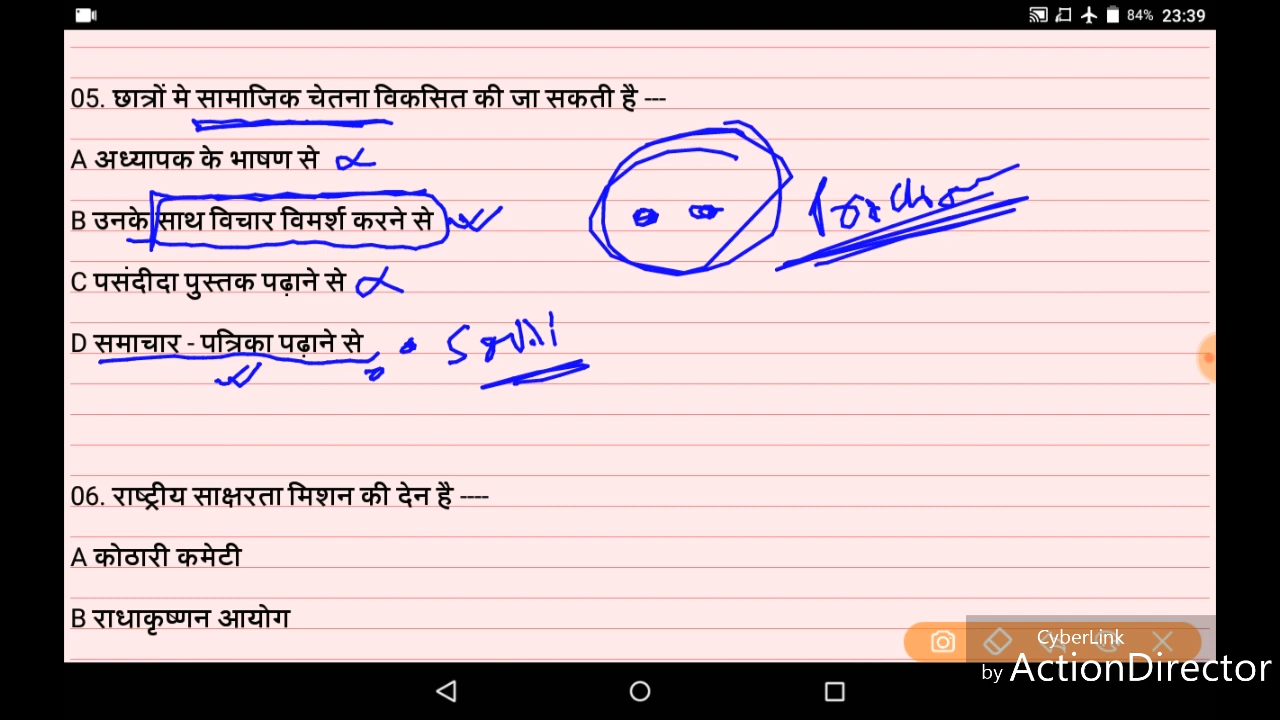 84% 23:39
05. छात्रों मे सामाजिक चेतना विकसित की जा सकती है ---
A अध्यापक के भाषण से
B उनके साथ विचार विमर्श करने से
C पसंदीदा पुस्तक पढ़ाने से
D समाचार - पत्रिका पढ़ाने से
06. राष्ट्रीय साक्षरता मिशन की देन है ----
A कोठारी कमेटी
B राधाकृष्णन आयोग
CyberLink
by ActionDirector